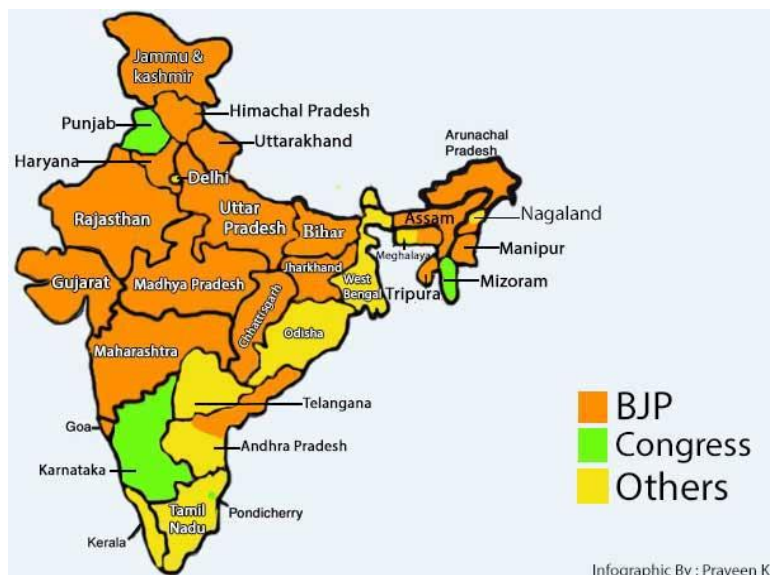 Jammu &
kashmir
Himachal Pradesh
Punjab
Uttarakhand
Arunachal
Pradesh
Haryana
Delhi
Rajasthan
Uttar
Pradesh
Bihar
Assam
Nagaland
Manipur
Meghalaya
Gujarat
Madhya Pradesh
Jharkhand
West
Bengal
Tripura
Mizoram
Chhattisgarh
Odisha
Maharashtra
Telangana
BJP
Goa
Andhra Pradesh
Congress
Karnataka
Others
Tamil
Nadu
Pondicherry
Kerala
Infographic By : Praveen K